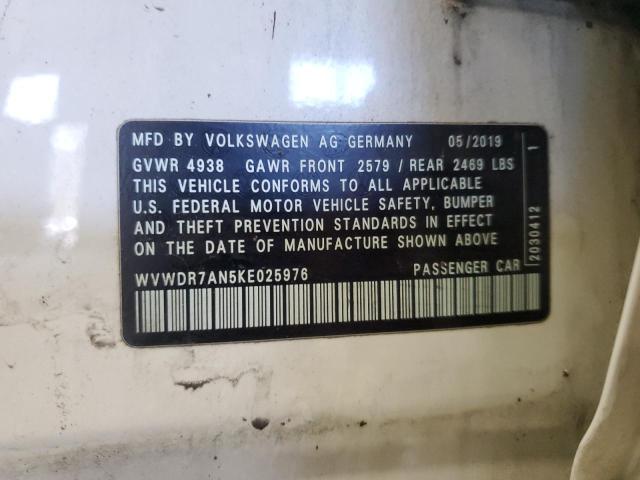 MFD BY VOLKSWAGEN AG GERMANY 05/2019
GVWR 4938 GAWR FRONT 2579 / REAR 2469 LBS
THIS VEHICLE CONFORMS TO ALL APPLICABLE
U.S. FEDERAL MOTOR VEHICLE SAFETY, BUMPER
AND THEFT PREVENTION STANDARDS IN EFFECT
ON THE DATE OF MANUFACTURE SHOWN ABOVE
WVWDR7AN5KE025976 PASSENGER CAR
2030412 1